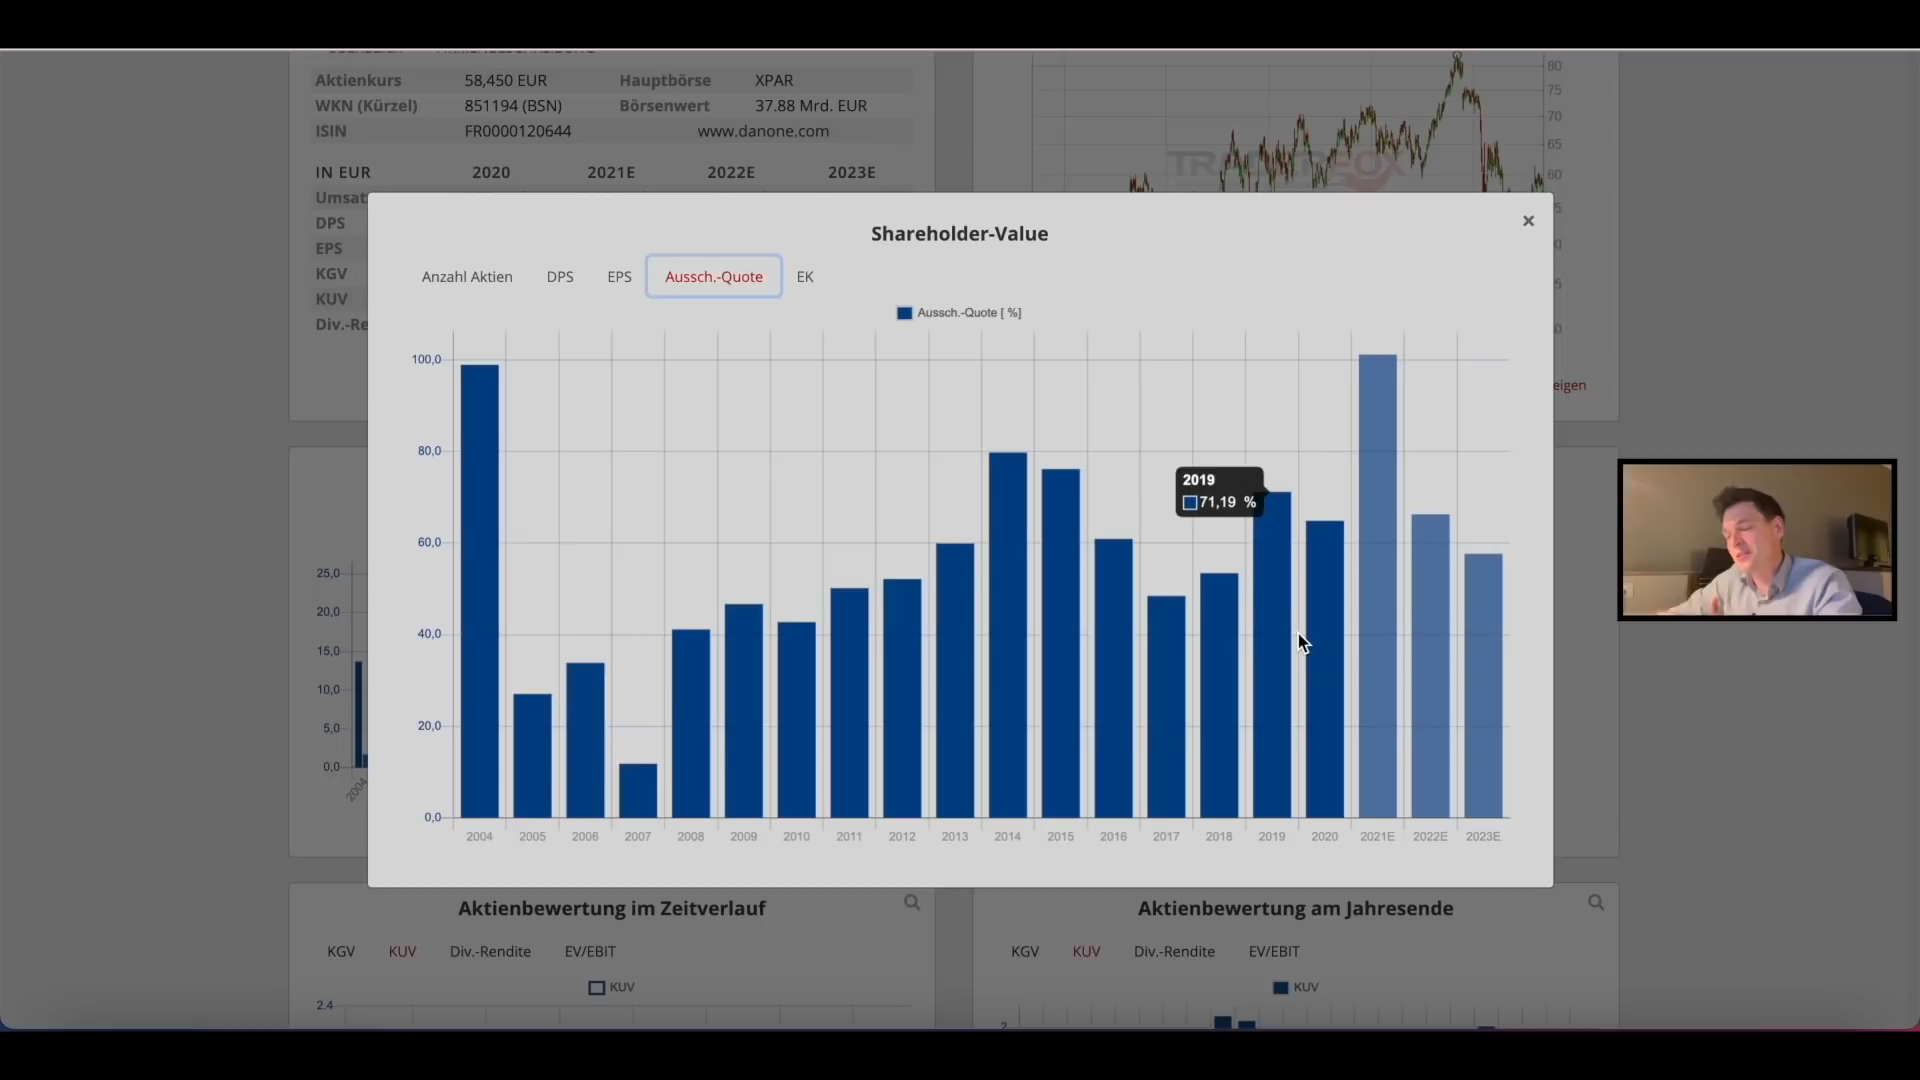 Aktienkurs 58,450 EUR Hauptbörse XPAR
WKN (Kürzel) 851194 (BSN) Börsenwert 37.88 Mrd. EUR
ISIN FR0000120644 www.danone.com
IN EUR 2020 2021E 2022E 2023E
Umsat
DPS
EPS
KGV
KUV
Div.-Re
80
75
70
65
60
eigen
Shareholder-Value
×
Anzahl Aktien DPS EPS Aussch.-Quote EK
Aussch.-Quote [ %]
100,0
80,0
60,0
40,0
20,0
0,0
2019
71,19 %
2004 2005 2006 2007 2008 2009 2010 2011 2012 2013 2014 2015 2016 2017 2018 2019 2020 2021E 2022E 2023E
25,0
20,0
15,0
10,0
5,0
0,0
2004
Aktienbewertung im Zeitverlauf
KGV KUV Div.-Rendite EV/EBIT
KUV
2.4
Aktienbewertung am Jahresende
KGV KUV Div.-Rendite EV/EBIT
KUV
2